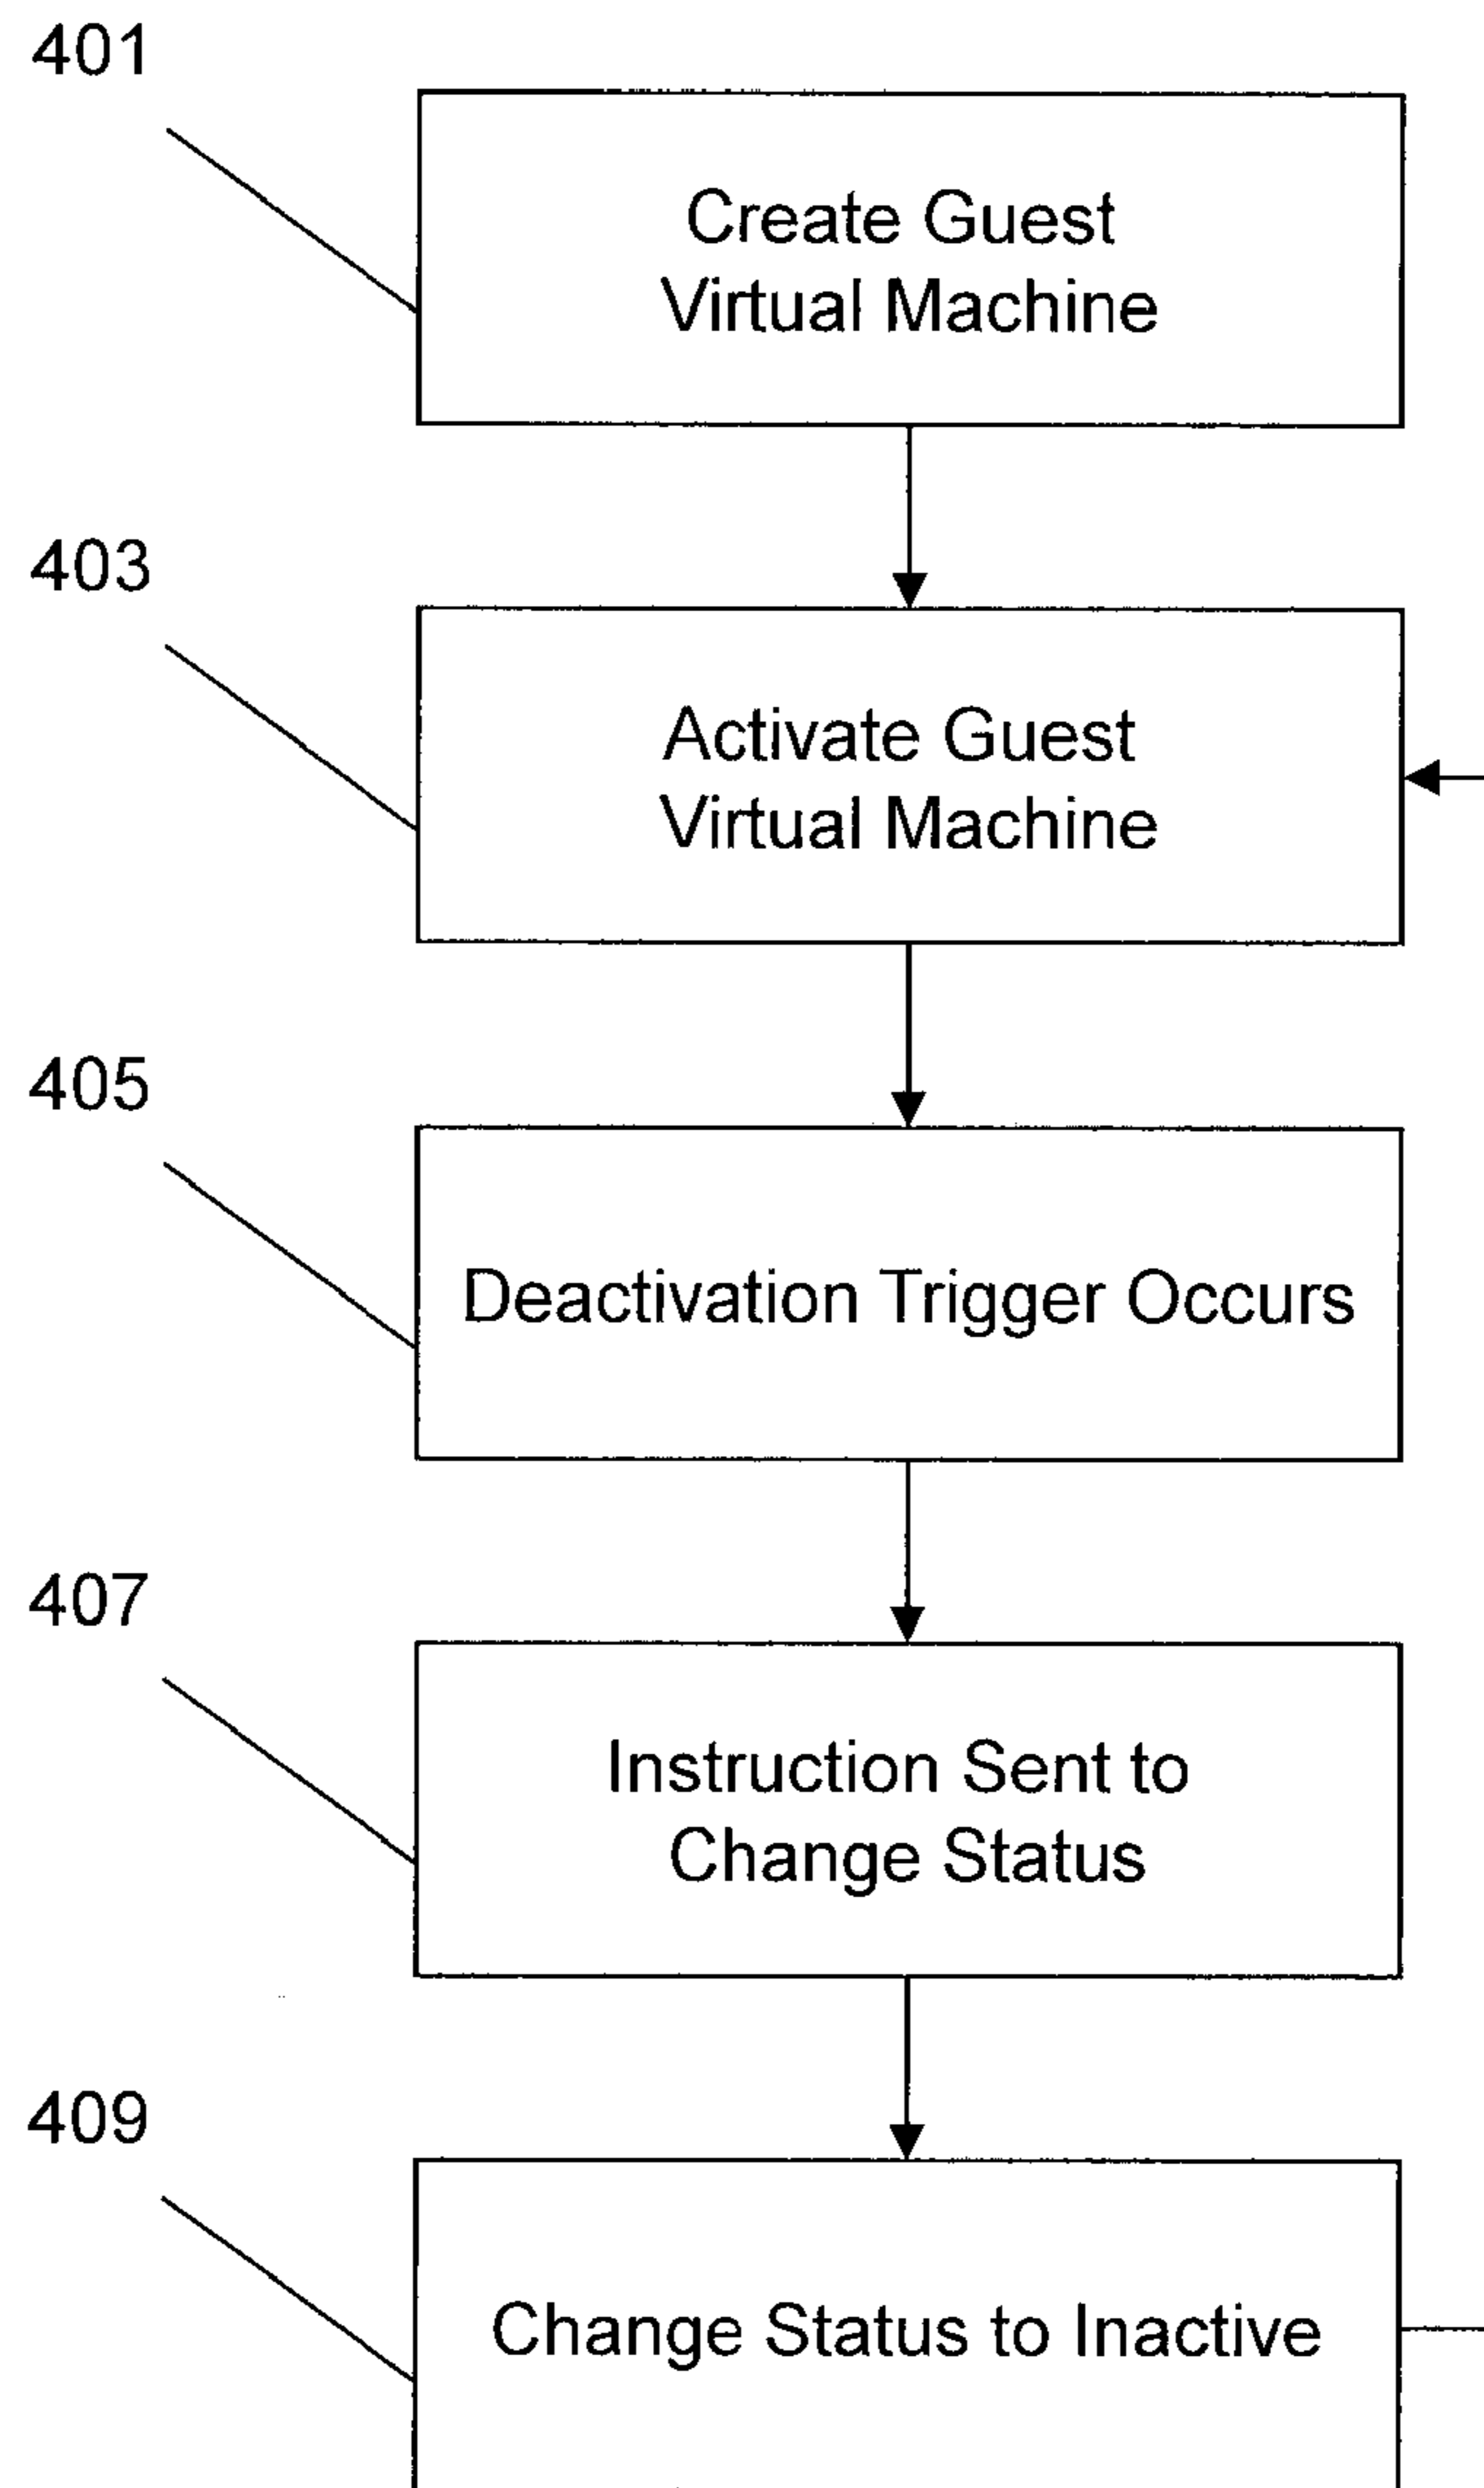 401
Create Guest
Virtual Machine
403
Activate Guest
Virtual Machine
405
Deactivation Trigger Occurs
407
Instruction Sent to
Change Status
409
Change Status to Inactive